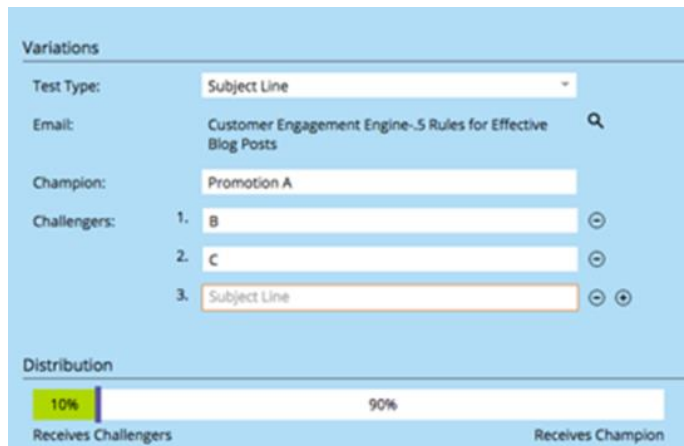 Variations
Test Type: Subject Line
Email: Customer Engagement Engine-.5 Rules for Effective
Blog Posts
Champion: Promotion A
Challengers: 1. B
2. C
3. Subject Line
Distribution
10% 90%
Receives Challengers Receives Champion